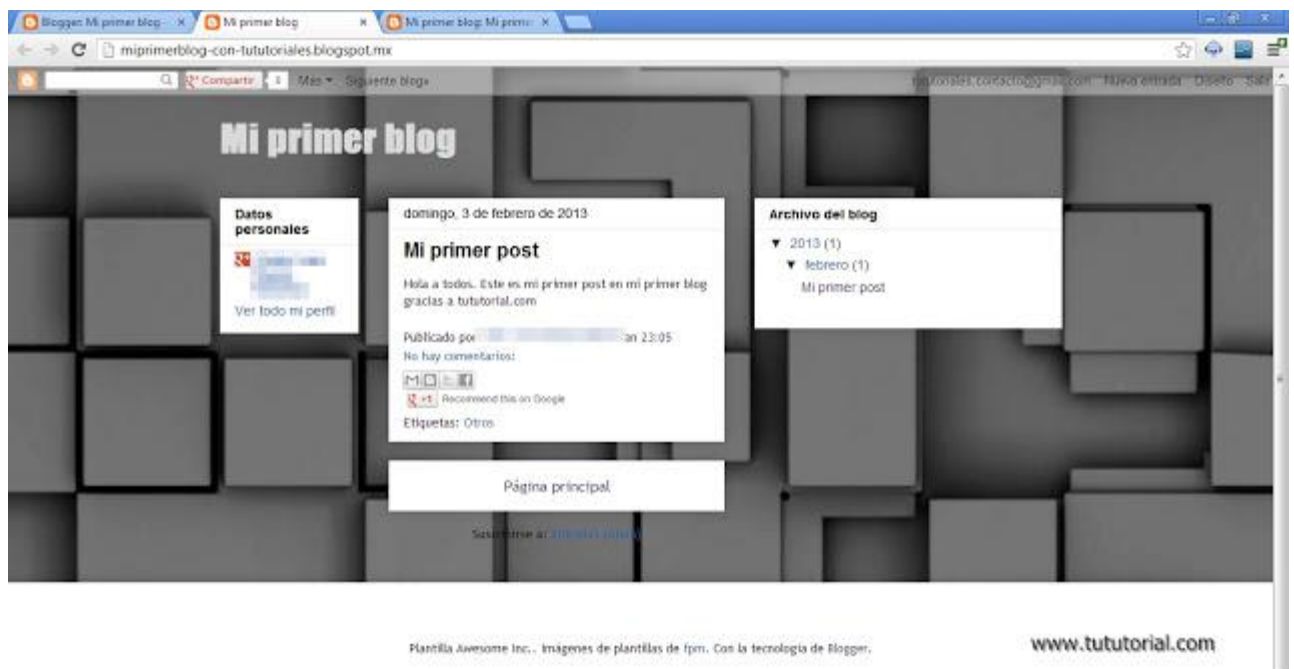 Blogger: Mi primer blog
Mi primer blog
Mi primer blog: Mi primer
miprimerblog-con-tututoriales.blogspot.mx
Compartir
Más
Siguiente blog»
Nueva entrada
Diseño
Salir
Mi primer blog
Datos
personales
Ver todo mi perfil
domingo, 3 de febrero de 2013
Mi primer post
Hola a todos. Este es mi primer post en mi primer blog
gracias a tututorial.com
Publicado por en 23:05
No hay comentarios:
+1 Recommend this on Google
Etiquetas: Otros
Página principal
Suscribirse a:
Archivo del blog
▼ 2013 (1)
▼ febrero (1)
Mi primer post
Plantilla Awesome Inc.. Imágenes de plantillas de fpm. Con la tecnología de Blogger.
www.tututorial.com